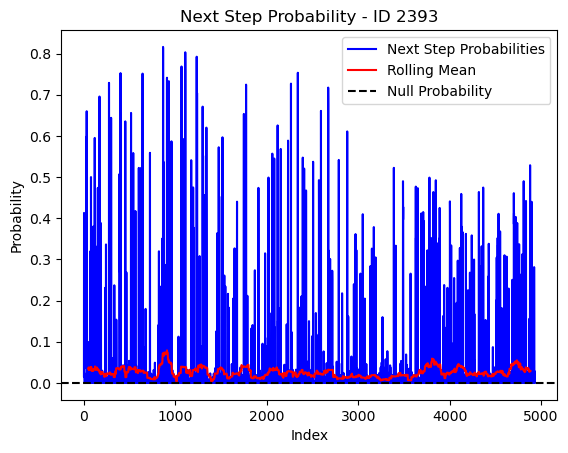 Next Step Probability - ID 2393
Next Step Probabilities
Rolling Mean
Null Probability
Probability
0.8
0.7
0.6
0.5
0.4
0.3
0.2
0.1
0.0
0
1000
2000
3000
4000
5000
Index